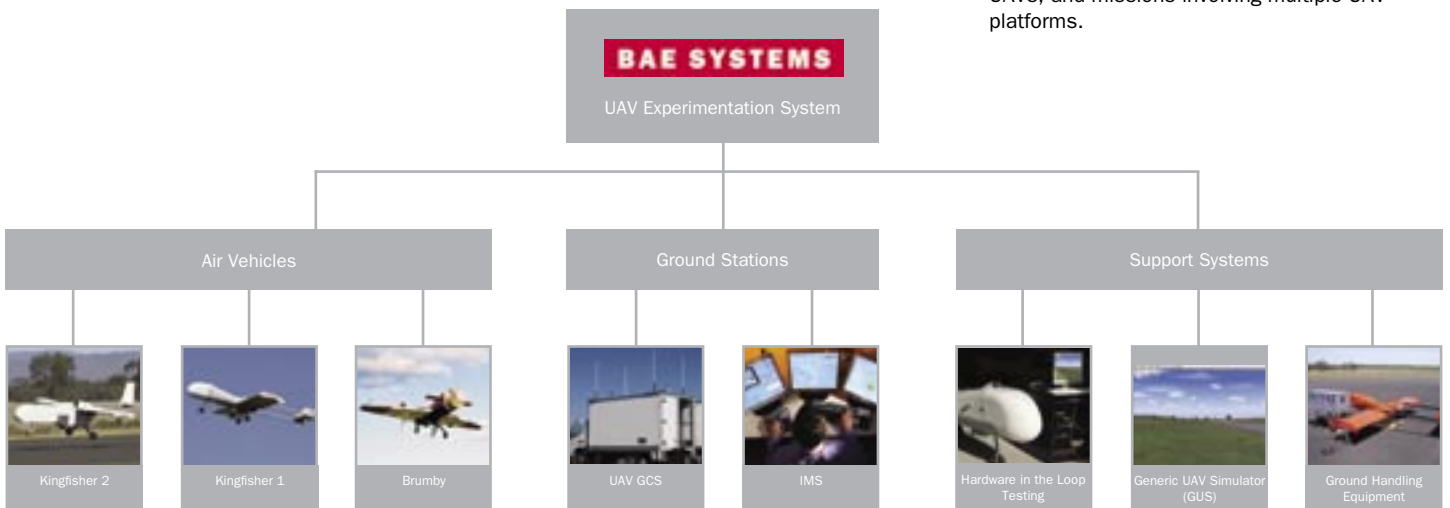 UAVs, and missions involving multiple UAV
platforms.
BAE SYSTEMS
UAV Experimentation System
Air Vehicles
Ground Stations
Support Systems
Kingfisher 2
Kingfisher 1
Brumby
UAV GCS
IMS
Hardware in the Loop
Testing
Generic UAV Simulator
(GUS)
Ground Handling
Equipment